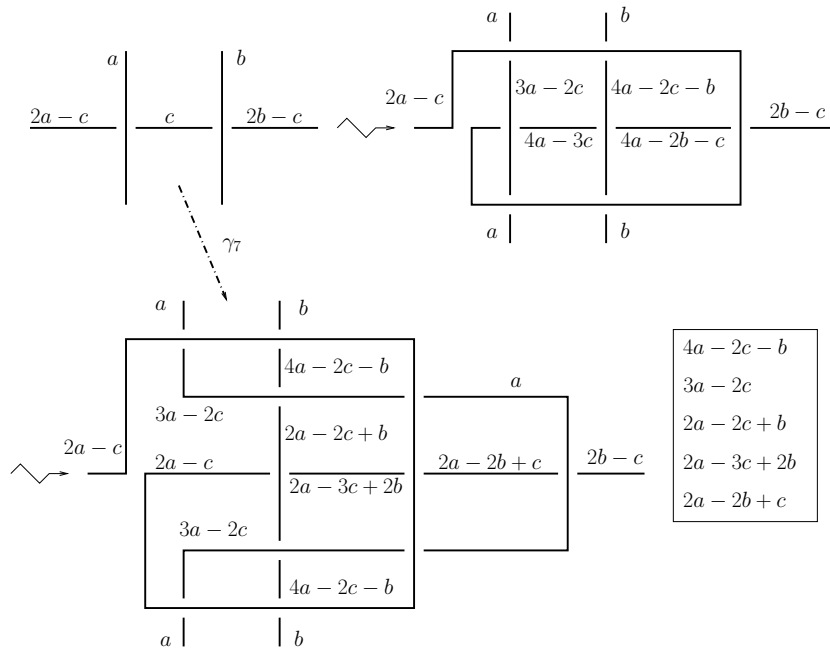 a
b
2a − c
c
2b − c
a
b
2a − c
3a − 2c
4a − 2c − b
2b − c
4a − 3c
4a − 2b − c
a
b
γ₇
a
b
4a − 2c − b
a
3a − 2c
2a − 2c + b
2a − c
2a − c
2a − 3c + 2b
2a − 2b + c
2b − c
3a − 2c
4a − 2c − b
a
b
4a − 2c − b
3a − 2c
2a − 2c + b
2a − 3c + 2b
2a − 2b + c